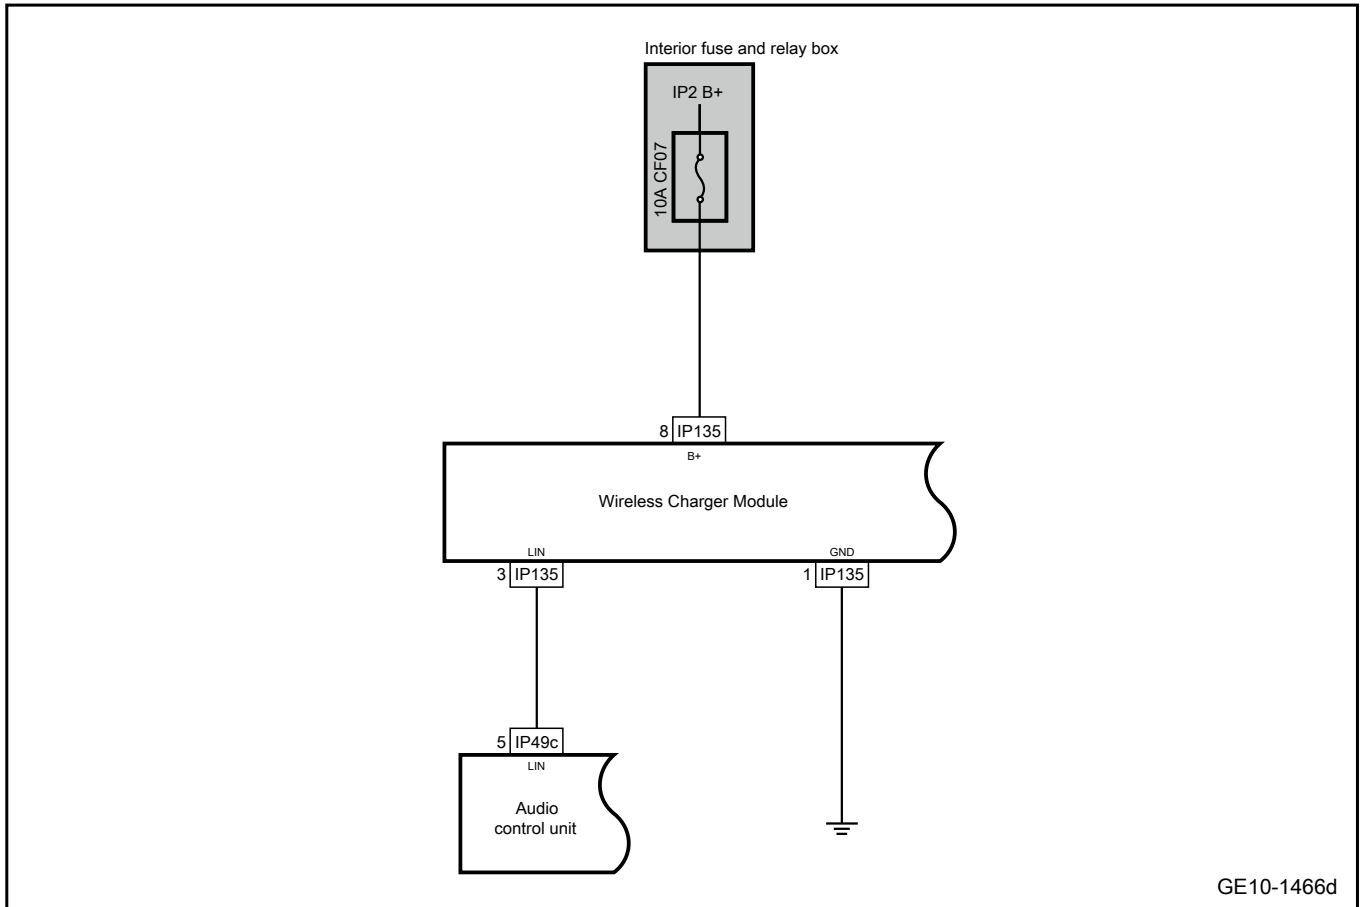 Interior fuse and relay box
IP2 B+
10A CF07
8 IP135
B+
Wireless Charger Module
LIN
GND
3 IP135
1 IP135
5 IP49c
LIN
Audio
control unit
GE10-1466d